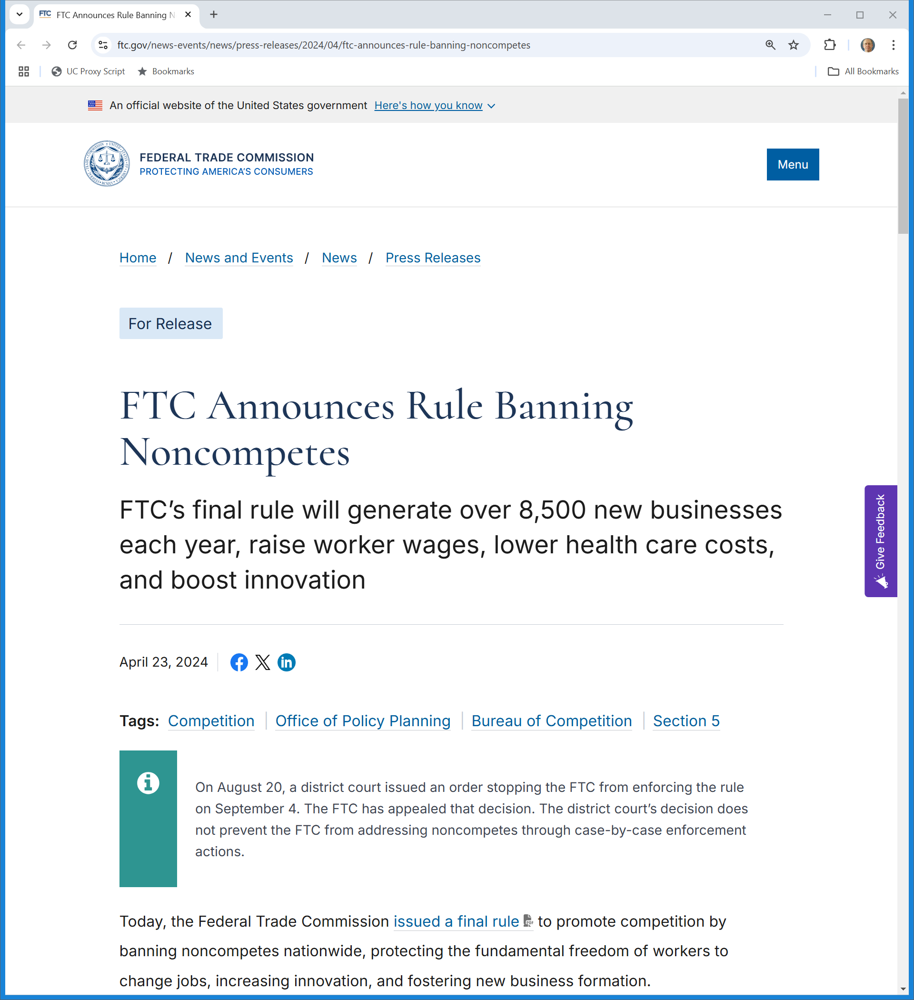 FTC FTC Announces Rule Banning N
ftc.gov/news-events/news/press-releases/2024/04/ftc-announces-rule-banning-noncompetes
UC Proxy Script Bookmarks All Bookmarks
An official website of the United States government Here's how you know
FEDERAL TRADE COMMISSION
PROTECTING AMERICA’S CONSUMERS
Menu
Home / News and Events / News / Press Releases
For Release
FTC Announces Rule Banning
Noncompetes
FTC’s final rule will generate over 8,500 new businesses
each year, raise worker wages, lower health care costs,
and boost innovation
Give Feedback
April 23, 2024
Tags: Competition Office of Policy Planning Bureau of Competition Section 5
On August 20, a district court issued an order stopping the FTC from enforcing the rule
on September 4. The FTC has appealed that decision. The district court’s decision does
not prevent the FTC from addressing noncompetes through case-by-case enforcement
actions.
Today, the Federal Trade Commission issued a final rule PDF to promote competition by
banning noncompetes nationwide, protecting the fundamental freedom of workers to
change jobs, increasing innovation, and fostering new business formation.